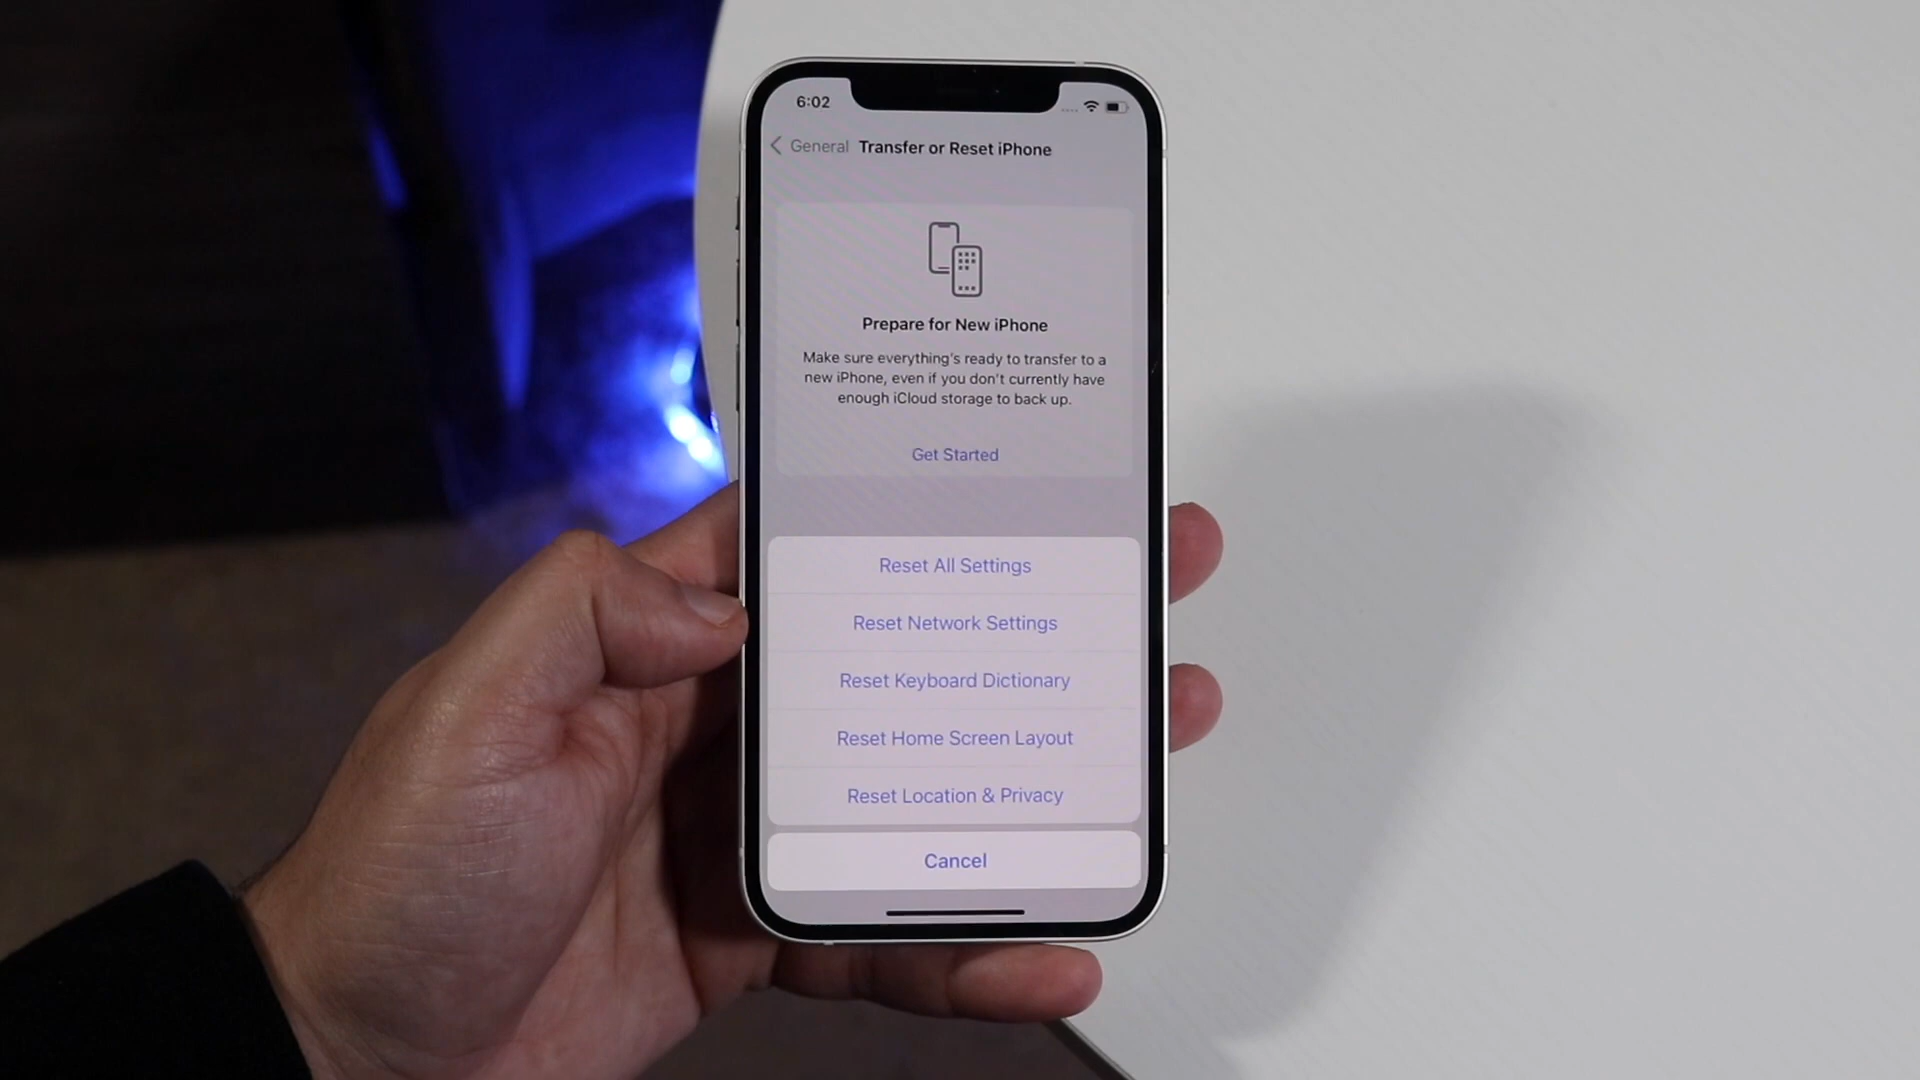 6:02
General Transfer or Reset iPhone
Prepare for New iPhone
Make sure everything's ready to transfer to a
new iPhone, even if you don't currently have
enough iCloud storage to back up.
Get Started
Reset All Settings
Reset Network Settings
Reset Keyboard Dictionary
Reset Home Screen Layout
Reset Location & Privacy
Cancel